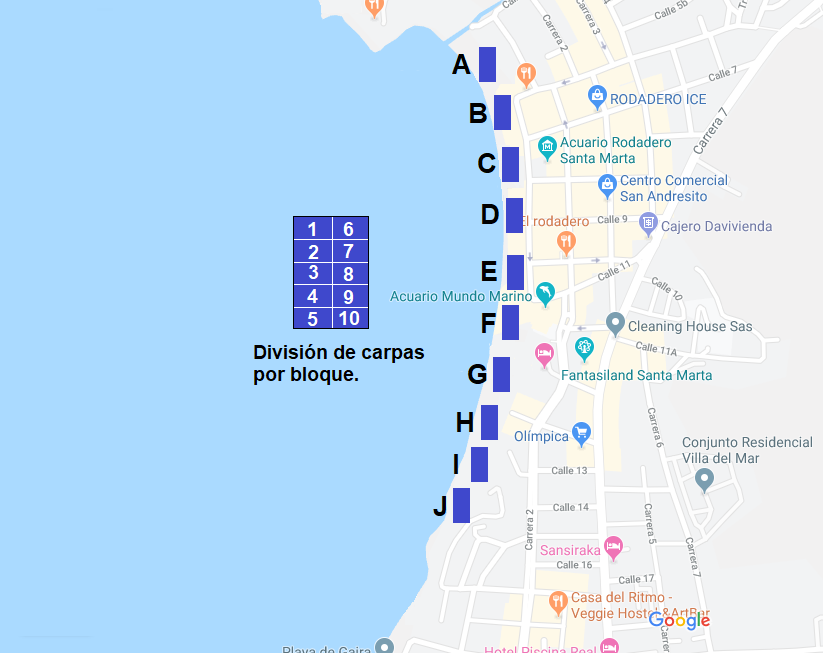 Carrera 2
Carrera 3
Calle 5b
A
Calle 7
B
RODADERO ICE
Carrera 7
Acuario Rodadero
Santa Marta
C
Centro Comercial
San Andresito
D
El rodadero
Calle 9
Cajero Davivienda
1 6
2 7
3 8
4 9
5 10
E
Calle 11
Calle 10
Acuario Mundo Marino
F
Cleaning House Sas
División de carpas
por bloque.
Calle 11A
G
Fantasiland Santa Marta
H
Olímpica
Carrera 6
Conjunto Residencial
Villa del Mar
I
Calle 13
J
Calle 14
Carrera 2
Carrera 5
Carrera 7
Sansiraka
Calle 16
Calle 17
Casa del Ritmo -
Veggie Hostel &ArtBar
Google
Carrera
Playa de Gaira
Hotel Piscina Real